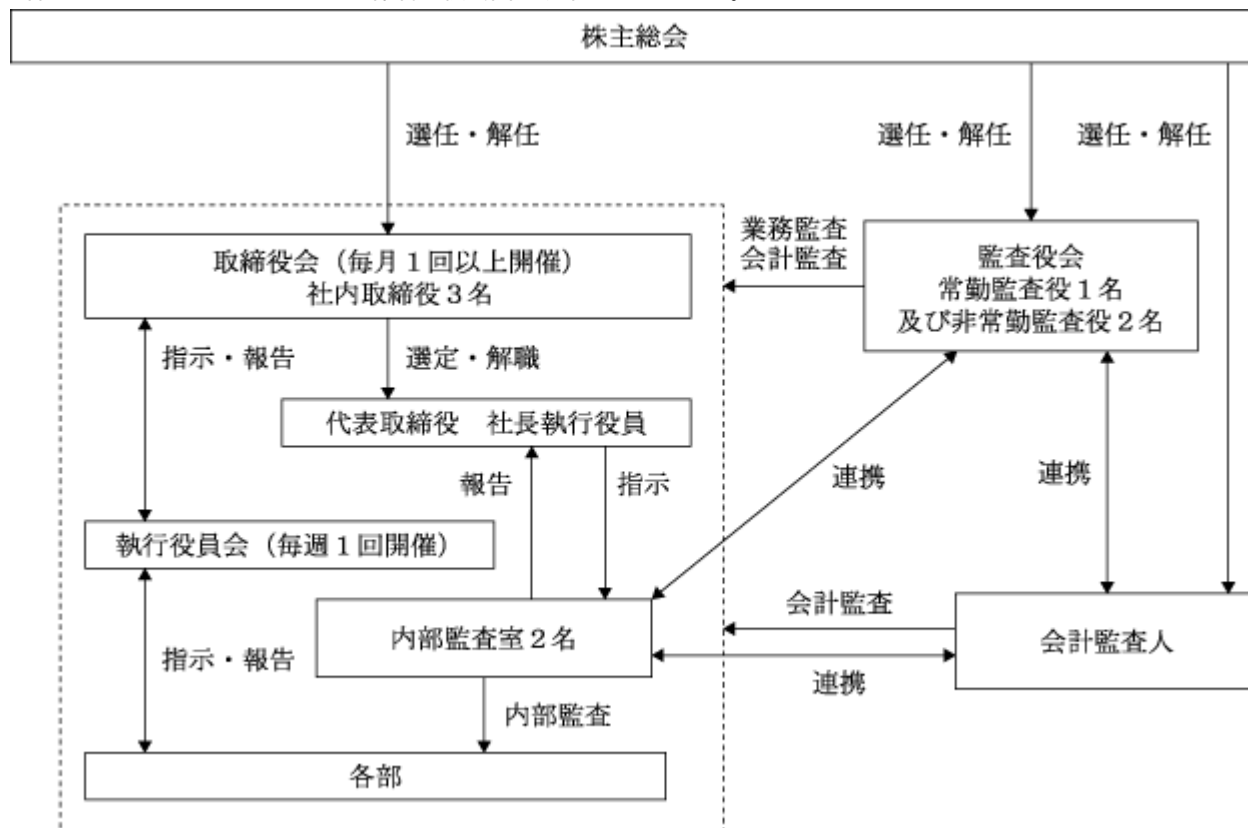 株主総会
選任・解任
選任・解任
選任・解任
取締役会（毎月１回以上開催）
社内取締役３名
業務監査
会計監査
監査役会
常勤監査役１名
及び非常勤監査役２名
指示・報告
選定・解職
代表取締役　社長執行役員
報告
指示
連携
連携
執行役員会（毎週１回開催）
内部監査室２名
会計監査
会計監査人
指示・報告
連携
内部監査
各部